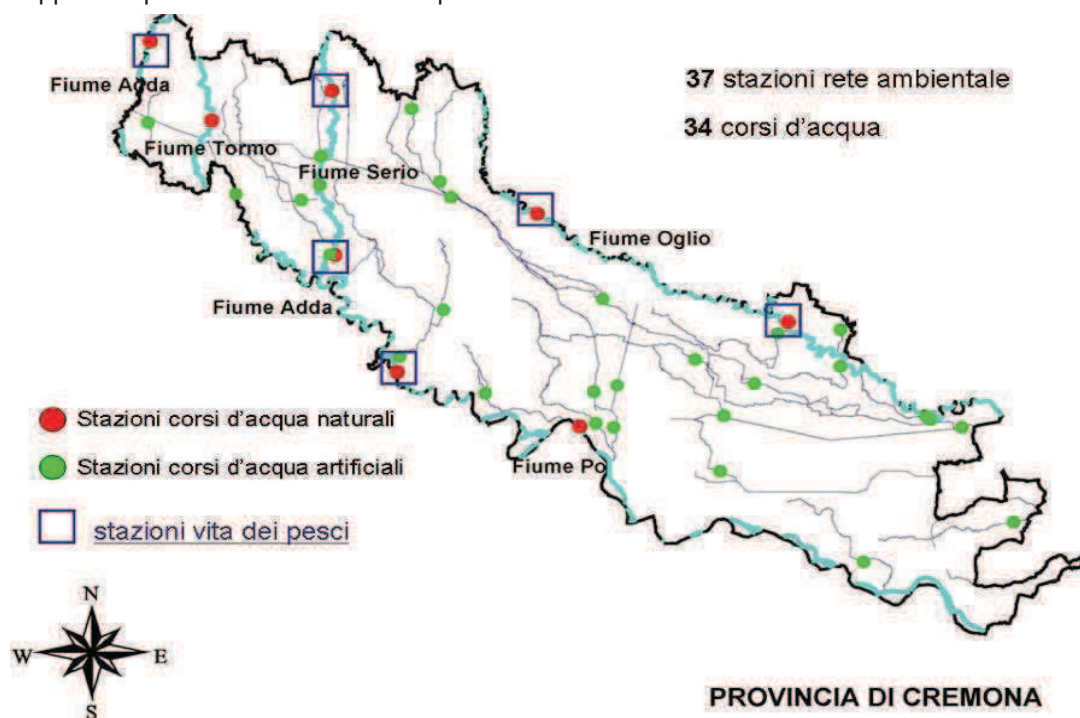 Fiume Adda
37 stazioni rete ambientale
34 corsi d'acqua
Fiume Tormo
Fiume Serio
Fiume Oglio
Fiume Adda
Fiume Po
Stazioni corsi d'acqua naturali
Stazioni corsi d'acqua artificiali
stazioni vita dei pesci
N
W E
S
PROVINCIA DI CREMONA